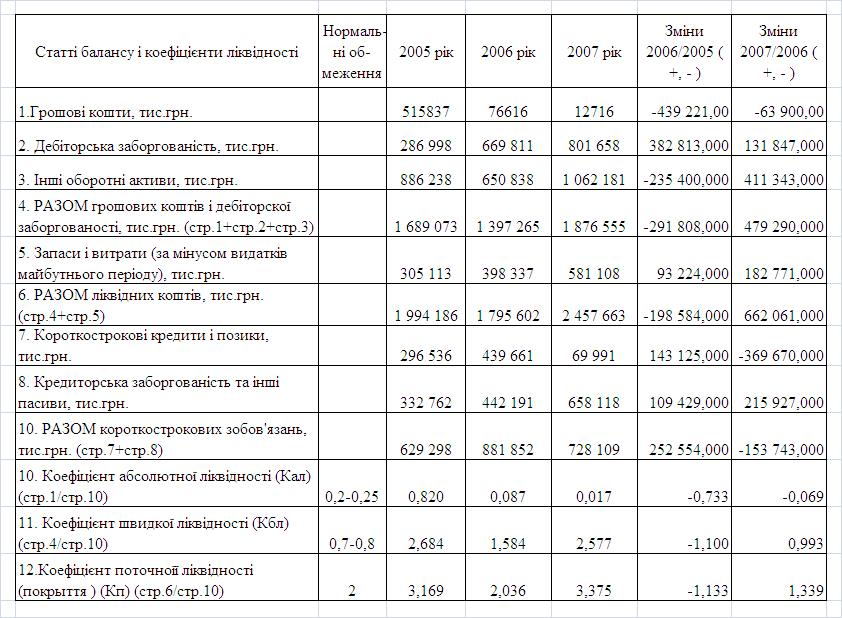 Статті балансу і коефіцієнти ліквідності
Нормаль-
ні об-
меження
2005 рік
2006 рік
2007 рік
Зміни
2006/2005 (
+, - )
Зміни
2007/2006 (
+, - )
1.Грошові кошти, тис.грн. 515837 76616 12716 -439 221,00 -63 900,00
2. Дебіторська заборгованість, тис.грн. 286 998 669 811 801 658 382 813,000 131 847,000
3. Інші оборотні активи, тис.грн. 886 238 650 838 1 062 181 -235 400,000 411 343,000
4. РАЗОМ грошових коштів і дебіторскої
заборгованості, тис.грн. (стр.1+стр.2+стр.3) 1 689 073 1 397 265 1 876 555 -291 808,000 479 290,000
5. Запаси і витрати (за мінусом видатків
майбутнього періоду), тис.грн. 305 113 398 337 581 108 93 224,000 182 771,000
6. РАЗОМ ліквідних коштів, тис.грн.
(стр.4+стр.5) 1 994 186 1 795 602 2 457 663 -198 584,000 662 061,000
7. Короткострокові кредити і позики,
тис.грн. 296 536 439 661 69 991 143 125,000 -369 670,000
8. Кредиторська заборгованість та інші
пасиви, тис.грн. 332 762 442 191 658 118 109 429,000 215 927,000
10. РАЗОМ короткострокових зобов'язань,
тис.грн. (стр.7+стр.8) 629 298 881 852 728 109 252 554,000 -153 743,000
10. Коефіцієнт абсолютної ліквідності (Кал)
(стр.1/стр.10) 0,2-0,25 0,820 0,087 0,017 -0,733 -0,069
11. Коефіцієнт швидкої ліквідності (Кбл)
(стр.4/стр.10) 0,7-0,8 2,684 1,584 2,577 -1,100 0,993
12.Коефіцієнт поточної ліквідності
(покрыття ) (Кп) (стр.6/стр.10) 2 3,169 2,036 3,375 -1,133 1,339